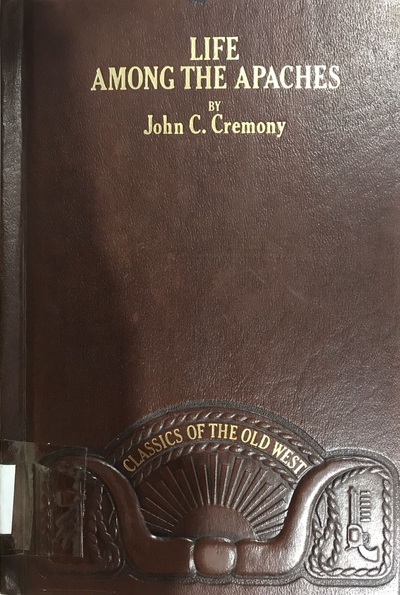 LIFE
AMONG THE APACHES
BY
John C. Cremony
CLASSICS OF THE OLD WEST